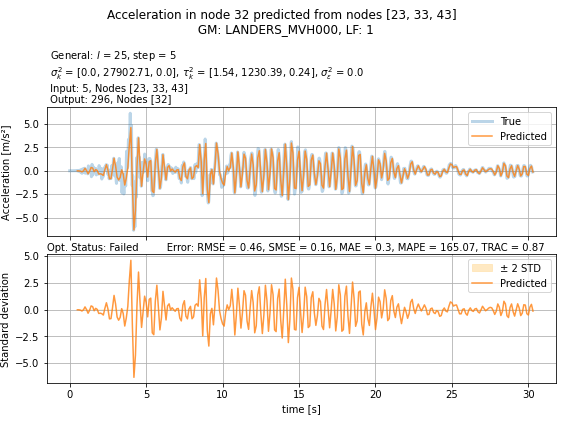 Acceleration in node 32 predicted from nodes [23, 33, 43]
GM: LANDERS_MVH000, LF: 1
General: l = 25, step = 5
σ²ₖ = [0.0, 27902.71, 0.0], τ²ₖ = [1.54, 1230.39, 0.24], σ²ε = 0.0
Input: 5, Nodes [23, 33, 43]
Output: 296, Nodes [32]
Acceleration [m/s²]
5.0
2.5
0.0
−2.5
−5.0
True
Predicted
Opt. Status: Failed
Error: RMSE = 0.46, SMSE = 0.16, MAE = 0.3, MAPE = 165.07, TRAC = 0.87
Standard deviation
5.0
2.5
0.0
−2.5
−5.0
± 2 STD
Predicted
0 5 10 15 20 25 30
time [s]